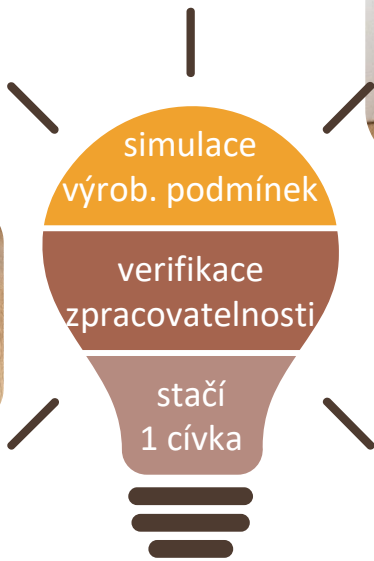 simulace
výrob. podmínek
verifikace
zpracovatelnosti
stačí
1 cívka